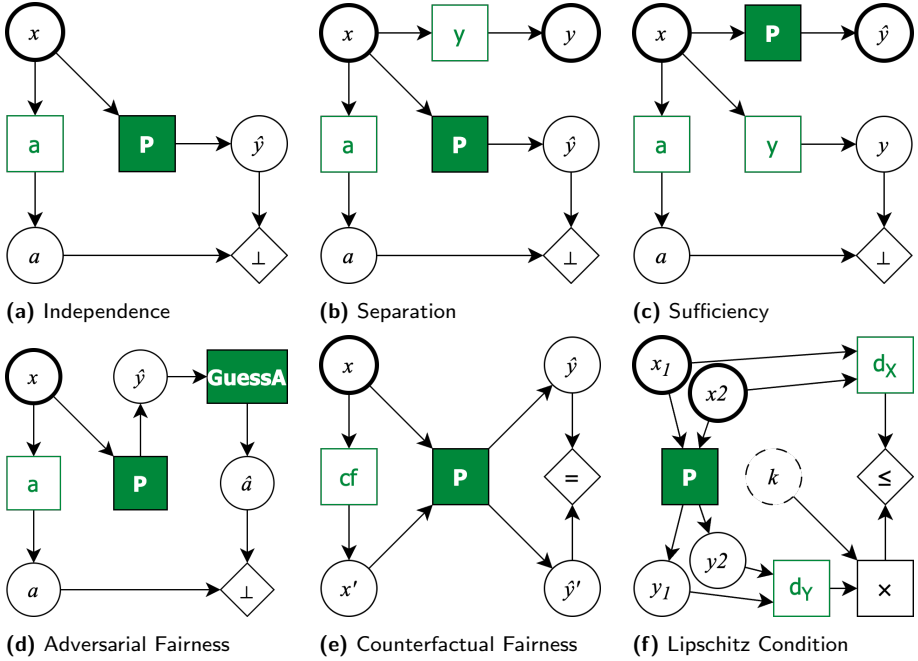 x
a
P
ŷ
a
⊥
(a) Independence
x
y
y
a
P
ŷ
a
⊥
(b) Separation
x
P
ŷ
a
y
y
a
⊥
(c) Sufficiency
x
ŷ
GuessA
a
P
â
a
⊥
(d) Adversarial Fairness
x
ŷ
cf
P
=
x'
ŷ'
(e) Counterfactual Fairness
x₁
x2
dX
P
k
≤
y₁
y2
dY
×
(f) Lipschitz Condition